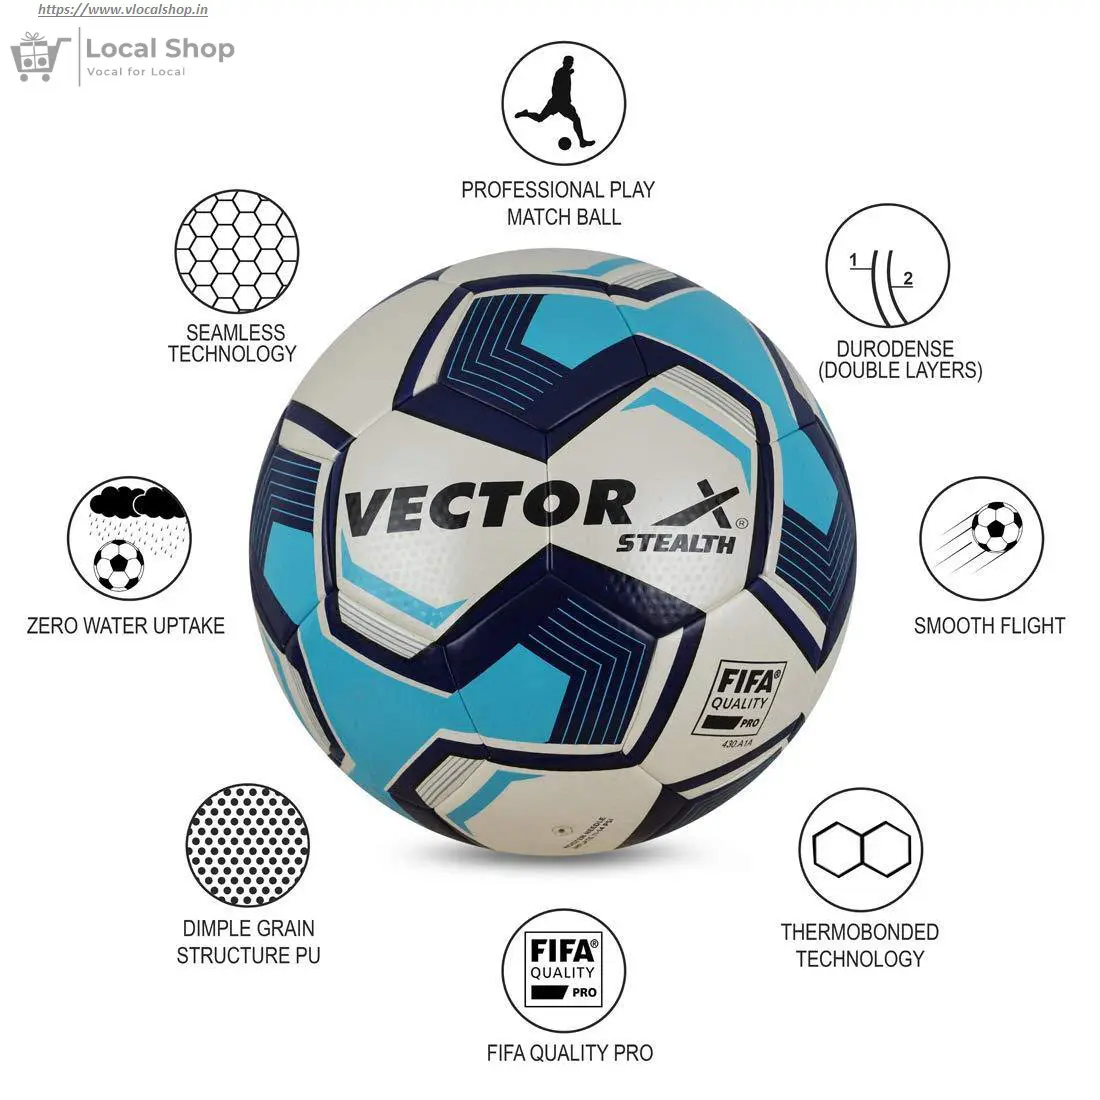 https://www.vlocalshop.in
Local Shop
Vocal for Local
PROFESSIONAL PLAY
MATCH BALL
SEAMLESS
TECHNOLOGY
1
2
DURODENSE
(DOUBLE LAYERS)
VECTOR X®
STEALTH
ZERO WATER UPTAKE
SMOOTH FLIGHT
FIFA®
QUALITY
PRO
430.A1A
MOISTEN NEEDLE
DIMPLE GRAIN
STRUCTURE PU
THERMOBONDED
TECHNOLOGY
FIFA®
QUALITY
PRO
FIFA QUALITY PRO